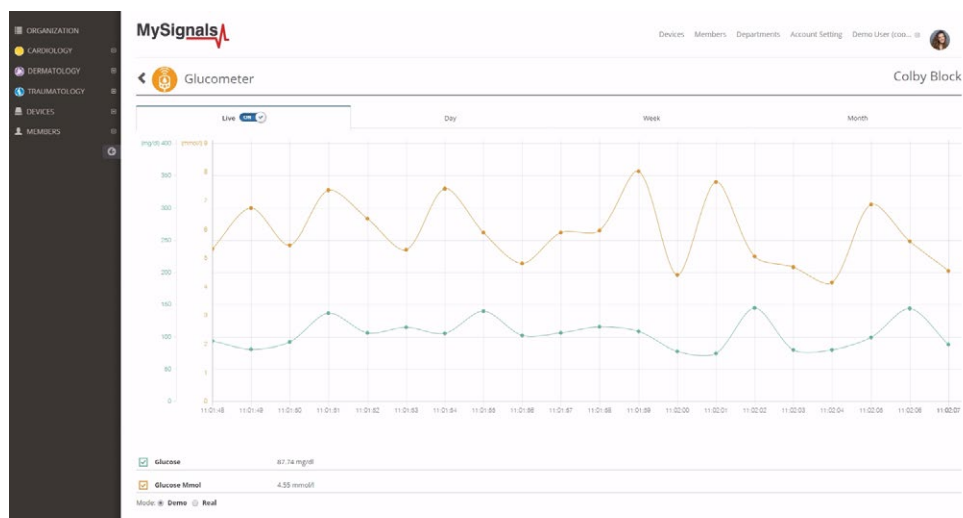 ORGANIZATION
CARDIOLOGY
DERMATOLOGY
TRAUMATOLOGY
DEVICES
MEMBERS
MySignals
Devices Members Departments Account Setting Demo User (coo...
Glucometer
Colby Block
Live ON
Day
Week
Month
(mg/dl) 400
350
300
250
200
150
100
50
0
(mmol/l) 9
8
7
6
5
4
3
2
1
0
11:01:48 11:01:49 11:01:50 11:01:51 11:01:52 11:01:53 11:01:54 11:01:55 11:01:56 11:01:57 11:01:58 11:01:59 11:02:00 11:02:01 11:02:02 11:02:03 11:02:04 11:02:05 11:02:06 11:02:07
Glucose 87.74 mg/dl
Glucose Mmol 4.55 mmol/l
Mode: Demo Real